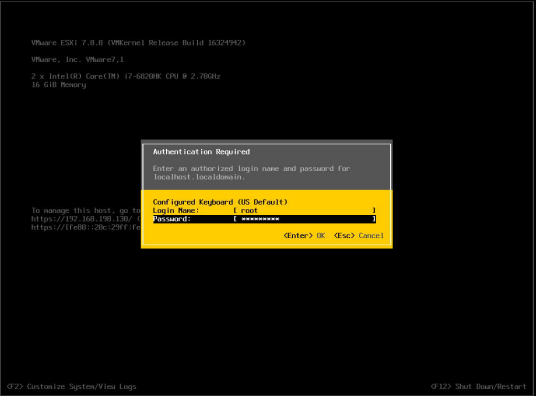 VMware ESXi 7.0.0 (VMKernel Release Build 16324942)
VMware, Inc. VMware7,1
2 x Intel(R) Core(TM) i7-6820HK CPU @ 2.70GHz
16 GiB Memory
Authentication Required
Enter an authorized login name and password for
localhost.localdomain.
Configured Keyboard (US Default)
Login Name: [ root ]
Password: [ ********* ]
<Enter> OK <Esc> Cancel
To manage this host, go to
https://192.168.198.130/ (
https://[fe80::20c:29ff:fe
<F2> Customize System/View Logs
<F12> Shut Down/Restart